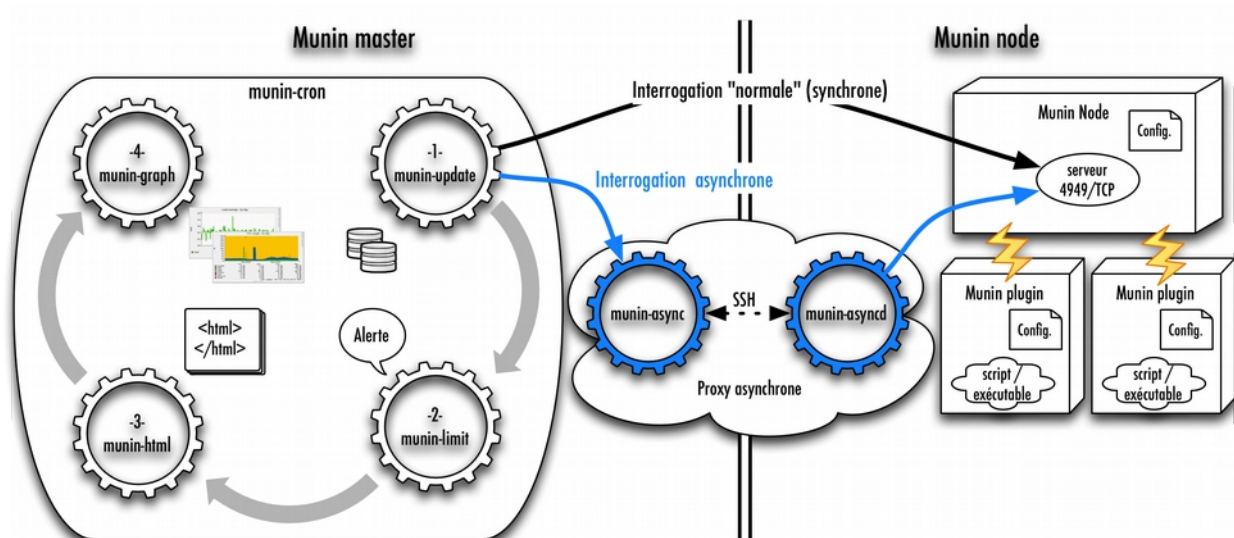 Munin master
Munin node
munin-cron
-4-
munin-graph
-1-
munin-update
Interrogation "normale" (synchrone)
Interrogation asynchrone
Munin Node
Config.
serveur
4949/TCP
<html>
</html>
Alerte
-3-
munin-html
-2-
munin-limit
munin-async
SSH
munin-asyncd
Proxy asynchrone
Munin plugin
Config.
script /
exécutable
Munin plugin
Config.
script /
exécutable